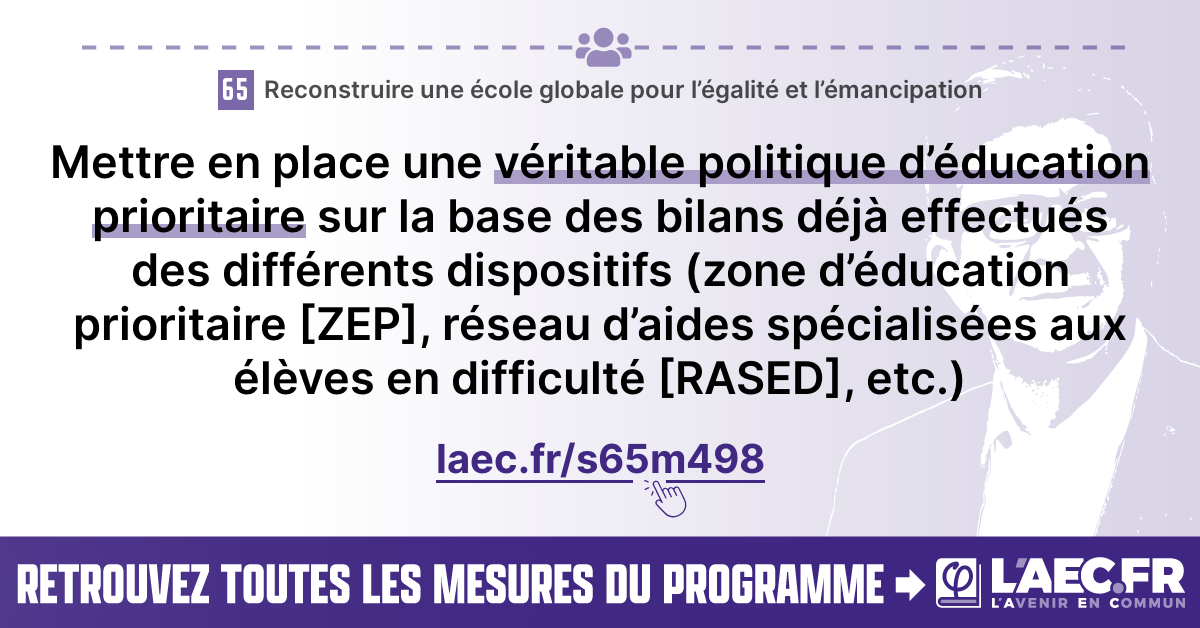 65 Reconstruire une école globale pour l’égalité et l’émancipation
Mettre en place une véritable politique d’éducation
prioritaire sur la base des bilans déjà effectués
des différents dispositifs (zone d’éducation
prioritaire [ZEP], réseau d’aides spécialisées aux
élèves en difficulté [RASED], etc.)
laec.fr/s65m498
RETROUVEZ TOUTES LES MESURES DU PROGRAMME
φ L'AEC.FR
L'AVENIR EN COMMUN